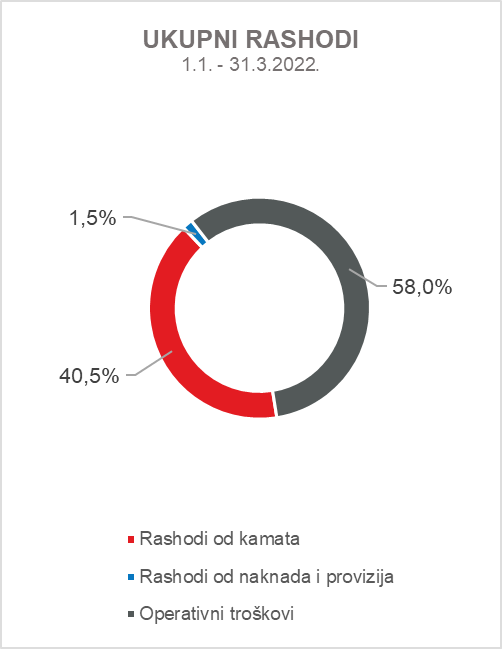 UKUPNI RASHODI
1.1. - 31.3.2022.
1,5%
58,0%
40,5%
Rashodi od kamata
Rashodi od naknada i provizija
Operativni troškovi